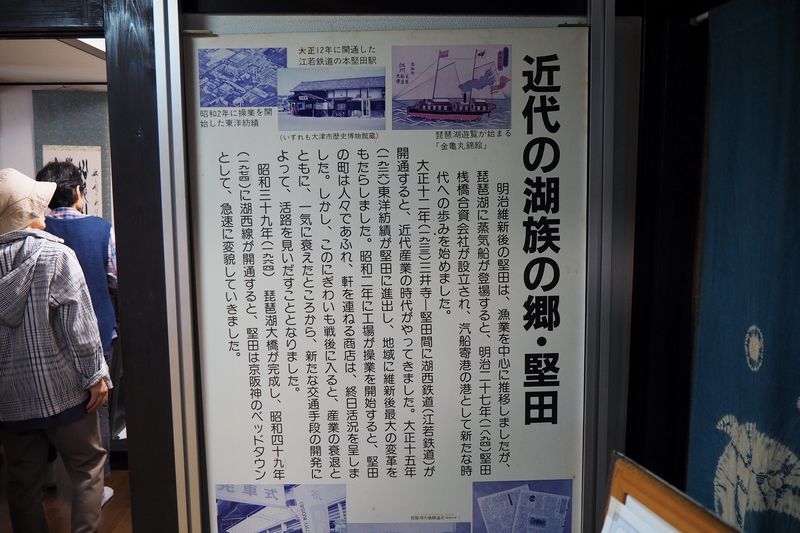 近代の湖族の郷・堅田
大正12年に開通した
江若鉄道の本堅田駅
昭和2年に操業を開
始した東洋紡績
(いずれも大津市歴史博物館蔵)
琵琶湖遊覧が始まる
「金亀丸錦絵」
明治維新後の堅田は、漁業を中心に推移しましたが、
琵琶湖に蒸気船が登場すると、明治二十七年(一八九四)堅田
桟橋合資会社が設立され、汽船寄港の港として新たな時
代への歩みを始めました。
大正十二年(一九二三)三井寺ー堅田間に湖西鉄道(江若鉄道)が
開通すると、近代産業の時代がやってきました。大正十五年
(一九二六)東洋紡績が堅田に進出し、地域に維新後最大の変革を
もたらしました。昭和二年に工場が操業を開始すると、堅田
の町は人々であふれ、軒を連ねる商店は、終日活況を呈しま
した。しかし、このにぎわいも戦後に入ると、産業の衰退と
ともに、一気に衰えたところから、新たな交通手段の開発に
よって、活路を見いだすこととなりました。
昭和三十九年(一九六四) 琵琶湖大橋が完成し、昭和四十九年
(一九七四)に湖西線が開通すると、堅田は京阪神のベッドタウン
として、急速に変貌していきました。